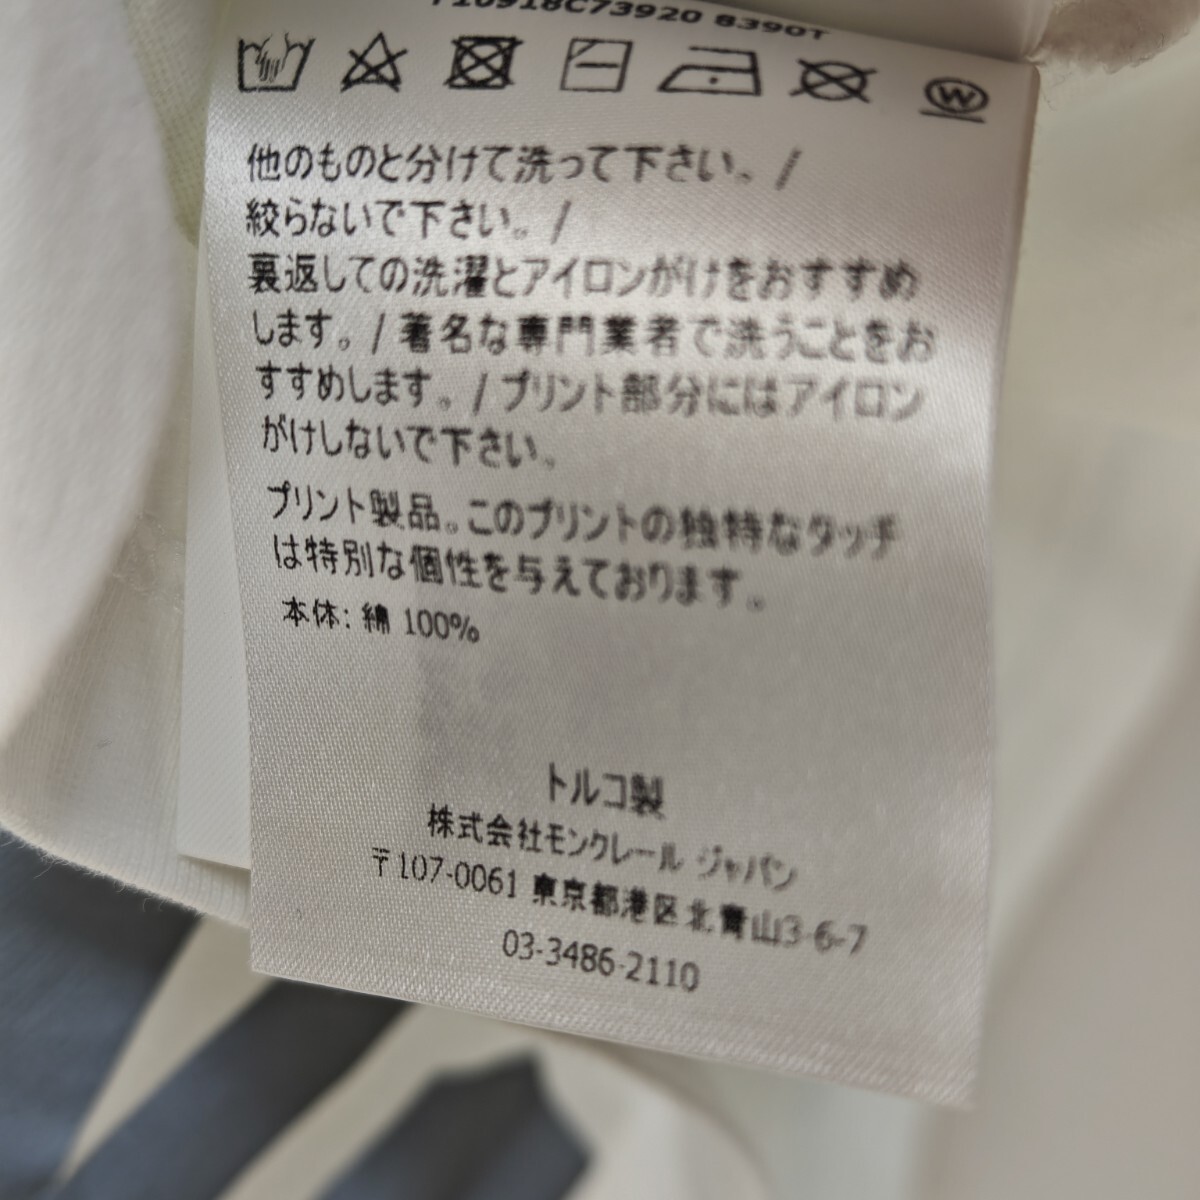 F10918C73920 8390T
W
他のものと分けて洗って下さい。/
絞らないで下さい。/
裏返しての洗濯とアイロンがけをおすすめ
します。/著名な専門業者で洗うことをお
すすめします。/プリント部分にはアイロン
がけしないで下さい。
プリント製品。このプリントの独特なタッチ
は特別な個性を与えております。
本体: 綿 100%
トルコ製
株式会社モンクレール ジャパン
〒107-0061 東京都港区北青山3-6-7
03-3486-2110